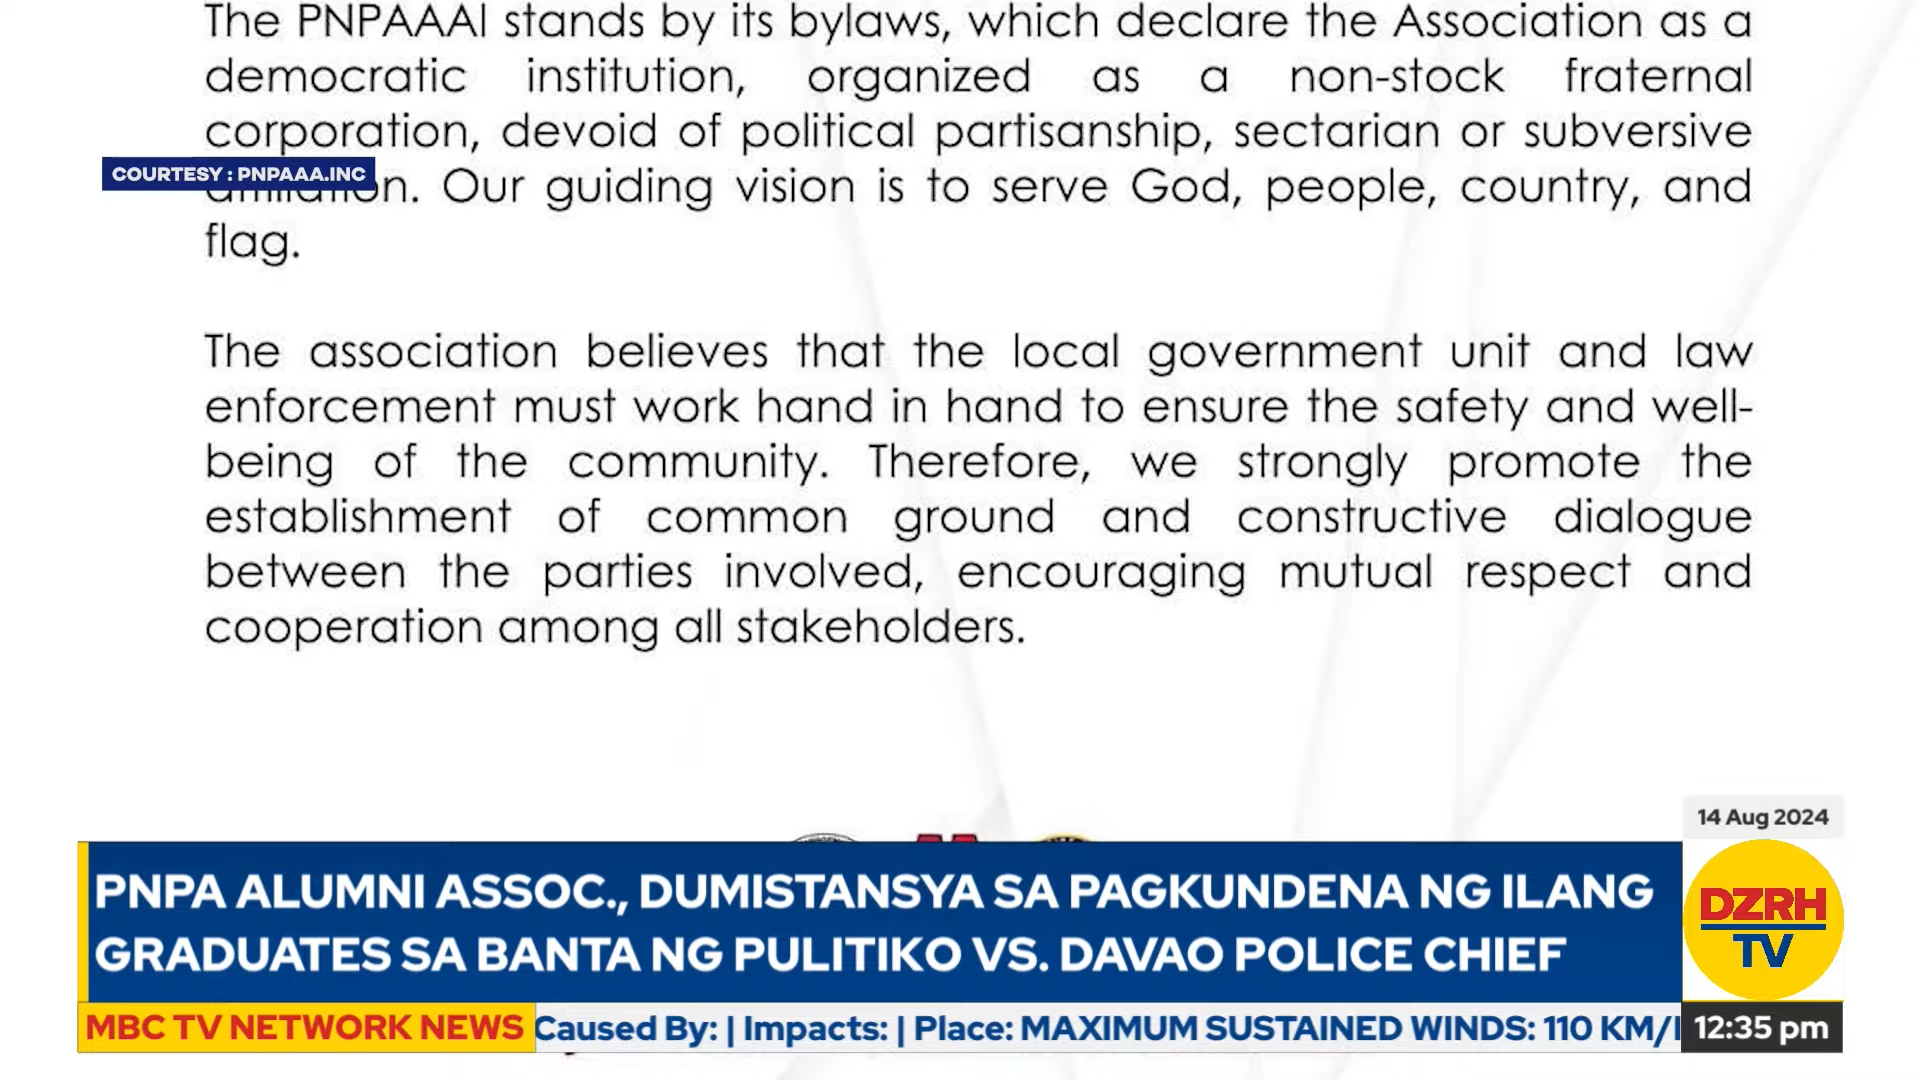 The PNPAAAI stands by its bylaws, which declare the Association as a
democratic institution, organized as a non-stock fraternal
corporation, devoid of political partisanship, sectarian or subversive
COURTESY : PNPAAA.INC
affiliation. Our guiding vision is to serve God, people, country, and
flag.
The association believes that the local government unit and law
enforcement must work hand in hand to ensure the safety and well-
being of the community. Therefore, we strongly promote the
establishment of common ground and constructive dialogue
between the parties involved, encouraging mutual respect and
cooperation among all stakeholders.
14 Aug 2024
PNPA ALUMNI ASSOC., DUMISTANSYA SA PAGKUNDENA NG ILANG
GRADUATES SA BANTA NG PULITIKO VS. DAVAO POLICE CHIEF
DZRH
TV
MBC TV NETWORK NEWS
Caused By: | Impacts: | Place: MAXIMUM SUSTAINED WINDS: 110 KM/
12:35 pm